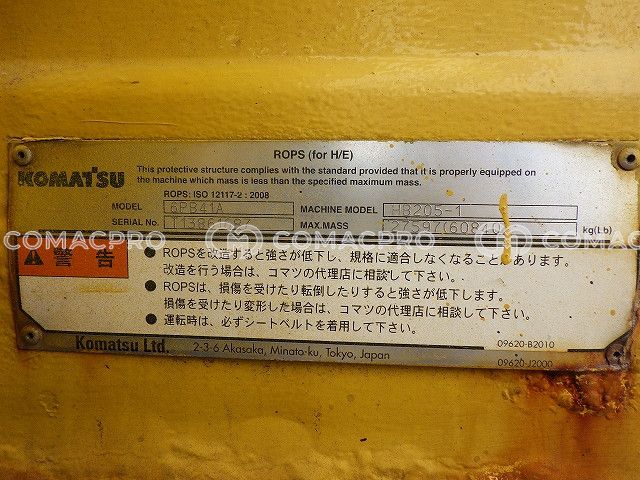 ROPS (for H/E)
KOMATSU
This protective structure complies with the standard provided that it is properly equipped on
the machine which mass is less than the specified maximum mass.
ROPS: ISO 12117-2 : 2008
MACHINE MODEL HB205-1
SERIAL No. MAX.MASS kg(Lb)
COMACPRO COMACPRO COMACPRO
警告
● ROPSを改造すると強さが低下し、規格に適合しなくなることがあります。
改造を行う場合は、コマツの代理店に相談して下さい。
● ROPSは、損傷を受けたり転倒したりすると強さが低下します。
損傷を受けたり変形した場合は、コマツの代理店に相談して下さい。
● 運転時は、必ずシートベルトを着用して下さい。
Komatsu Ltd. 2-3-6 Akasaka, Minato-ku, Tokyo, Japan
09620-B2010
09620-J2000